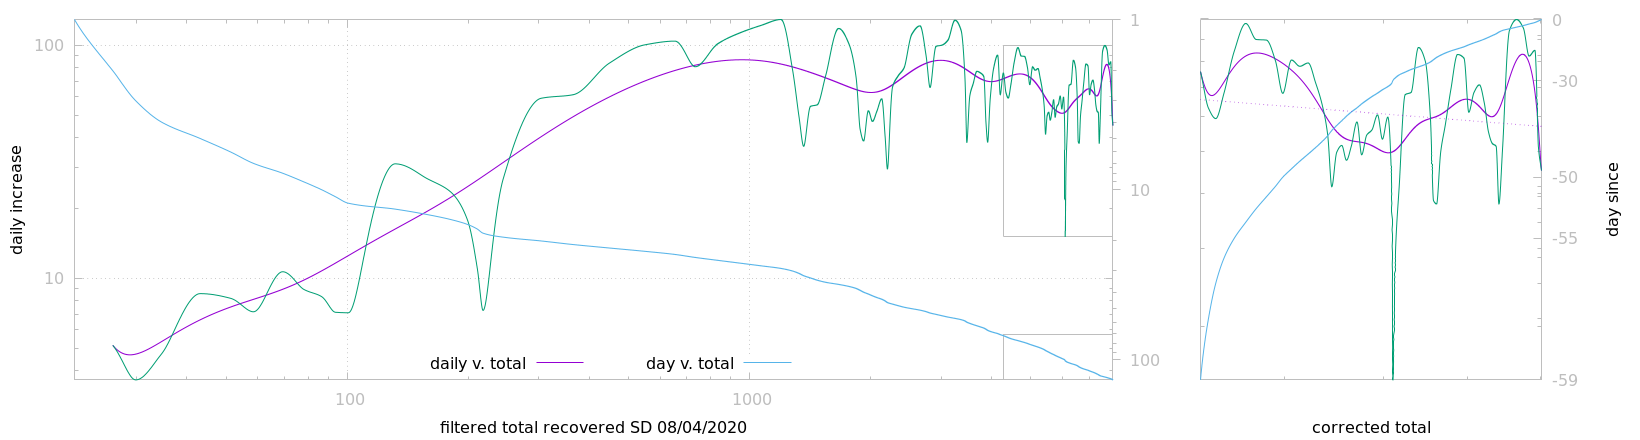 100
10
daily increase
100
1000
filtered total recovered SD 08/04/2020
daily v. total
day v. total
1
10
100
0
-30
-50
-55
-59
day since
corrected total